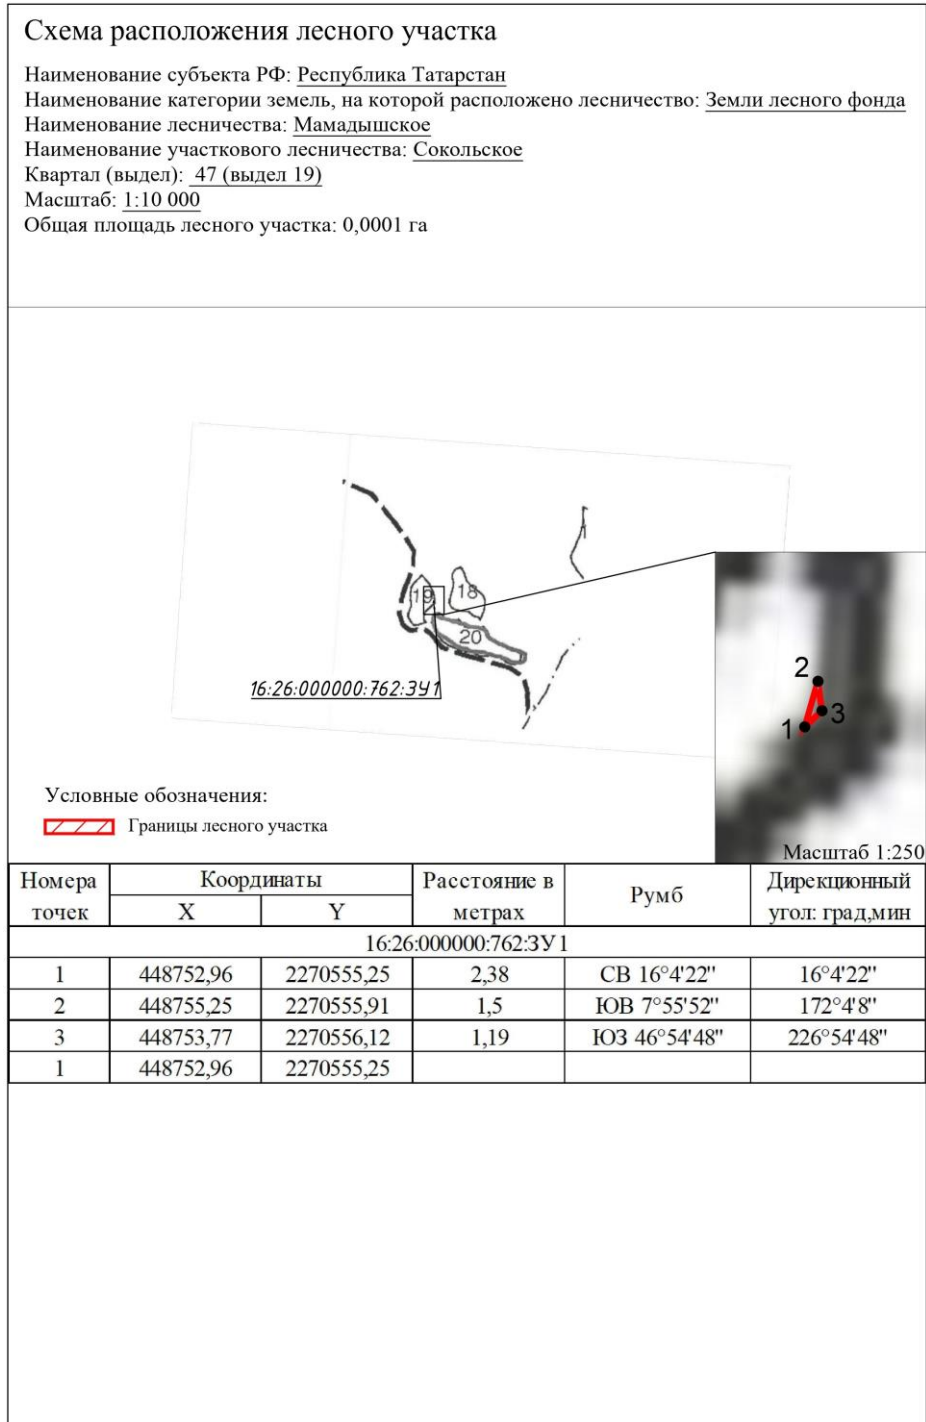 Схема расположения лесного участка
Наименование субъекта РФ: Республика Татарстан
Наименование категории земель, на которой расположено лесничество: Земли лесного фонда
Наименование лесничества: Мамадышское
Наименование участкового лесничества: Сокольское
Квартал (выдел): 47 (выдел 19)
Масштаб: 1:10 000
Общая площадь лесного участка: 0,0001 га
19
18
20
16:26:000000:762:ЗУ1
2
3
1
Масштаб 1:250
Условные обозначения:
Границы лесного участка
Номера точек Координаты Расстояние в метрах Румб Дирекционный угол: град,мин
X Y
16:26:000000:762:ЗУ1
1 448752,96 2270555,25 2,38 СВ 16°4'22" 16°4'22"
2 448755,25 2270555,91 1,5 ЮВ 7°55'52" 172°4'8"
3 448753,77 2270556,12 1,19 ЮЗ 46°54'48" 226°54'48"
1 448752,96 2270555,25